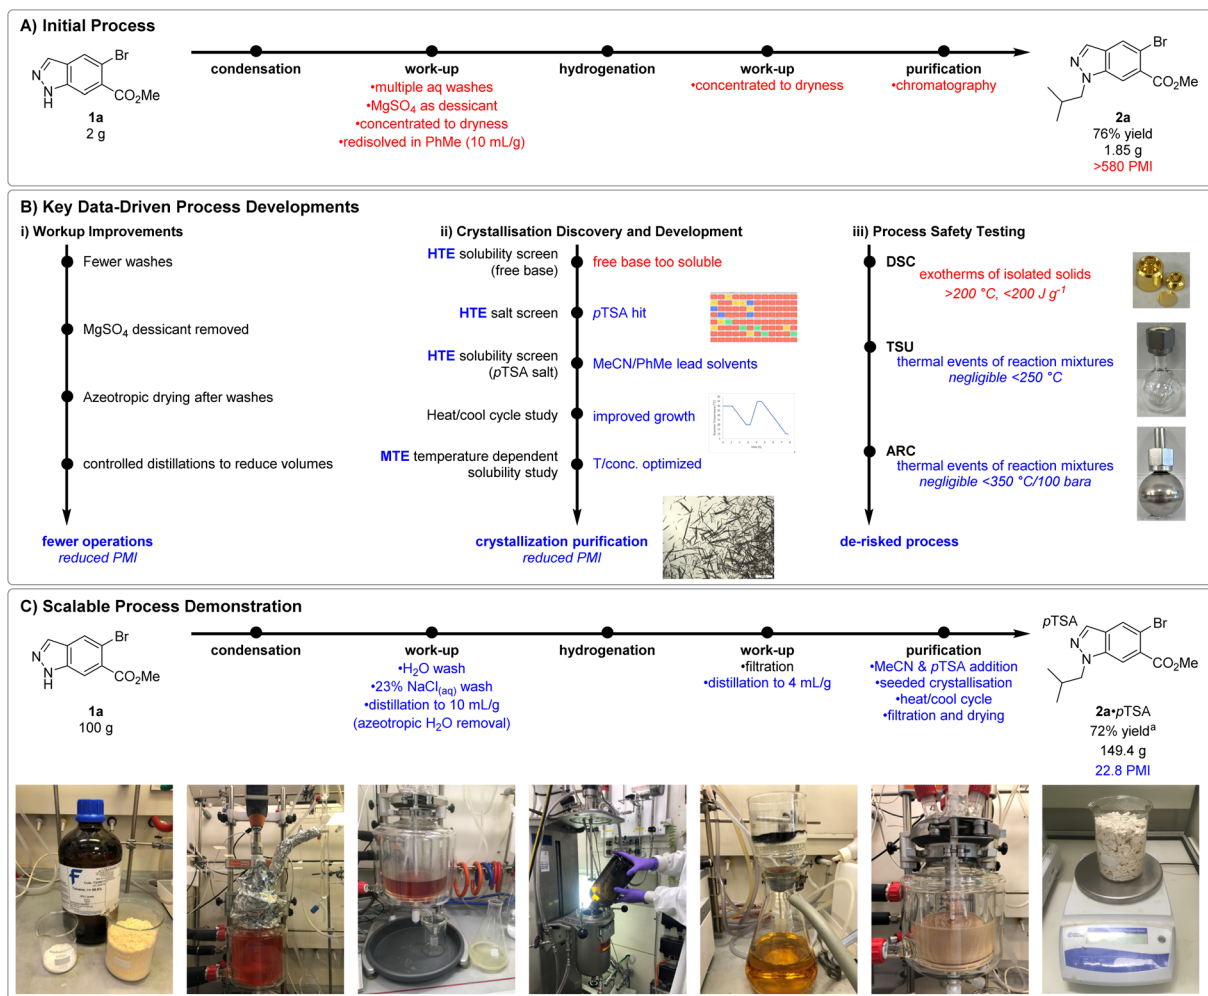 A) Initial Process
N
N
H
Br
CO2Me
1a
2 g
condensation
work-up
•multiple aq washes
•MgSO4 as dessicant
•concentrated to dryness
•redisolved in PhMe (10 mL/g)
hydrogenation
work-up
•concentrated to dryness
purification
•chromatography
N
N
Br
CO2Me
2a
76% yield
1.85 g
>580 PMI
B) Key Data-Driven Process Developments
i) Workup Improvements
Fewer washes
MgSO4 dessicant removed
Azeotropic drying after washes
controlled distillations to reduce volumes
fewer operations
reduced PMI
ii) Crystallisation Discovery and Development
HTE solubility screen
(free base)
free base too soluble
HTE salt screen
pTSA hit
HTE solubility screen
(pTSA salt)
MeCN/PhMe lead solvents
Heat/cool cycle study
improved growth
MTE temperature dependent
solubility study
T/conc. optimized
crystallization purification
reduced PMI
iii) Process Safety Testing
DSC
exotherms of isolated solids
>200 °C, <200 J g-1
TSU
thermal events of reaction mixtures
negligible <250 °C
ARC
thermal events of reaction mixtures
negligible <350 °C/100 bara
de-risked process
C) Scalable Process Demonstration
N
N
H
Br
CO2Me
1a
100 g
condensation
work-up
•H2O wash
•23% NaCl(aq) wash
•distillation to 10 mL/g
(azeotropic H2O removal)
hydrogenation
work-up
•filtration
•distillation to 4 mL/g
purification
•MeCN & pTSA addition
•seeded crystallisation
•heat/cool cycle
•filtration and drying
pTSA
N
N
Br
CO2Me
2a•pTSA
72% yielda
149.4 g
22.8 PMI